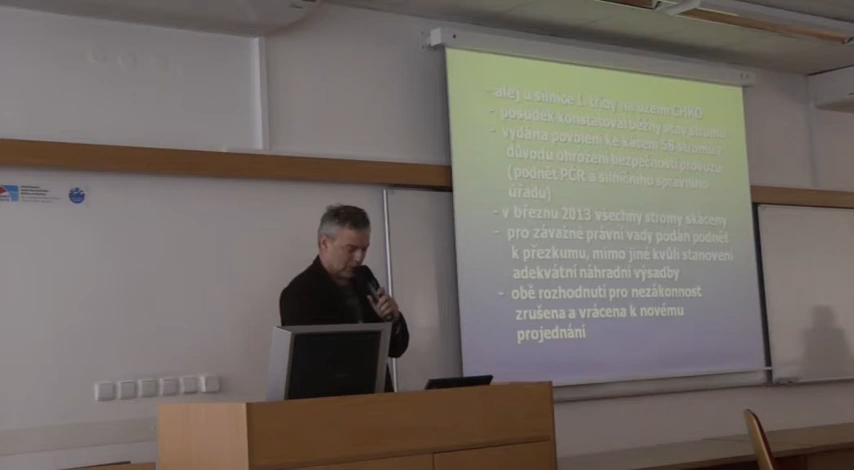 - alej u silnice I. třídy na území CHKO
- posudek konstatoval běžný stav stromů
- vydána povolení ke kácení 56 stromů z
důvodu ohrožení bezpečnosti provozu
(podnět PČR a silničního správního
úřadu)
- v březnu 2013 všechny stromy skáceny
- pro závažné právní vady podán podnět
k přezkumu, mimo jiné kvůli stanovení
adekvátní náhradní výsadby
- obě rozhodnutí pro nezákonnost
zrušena a vrácena k novému
projednání